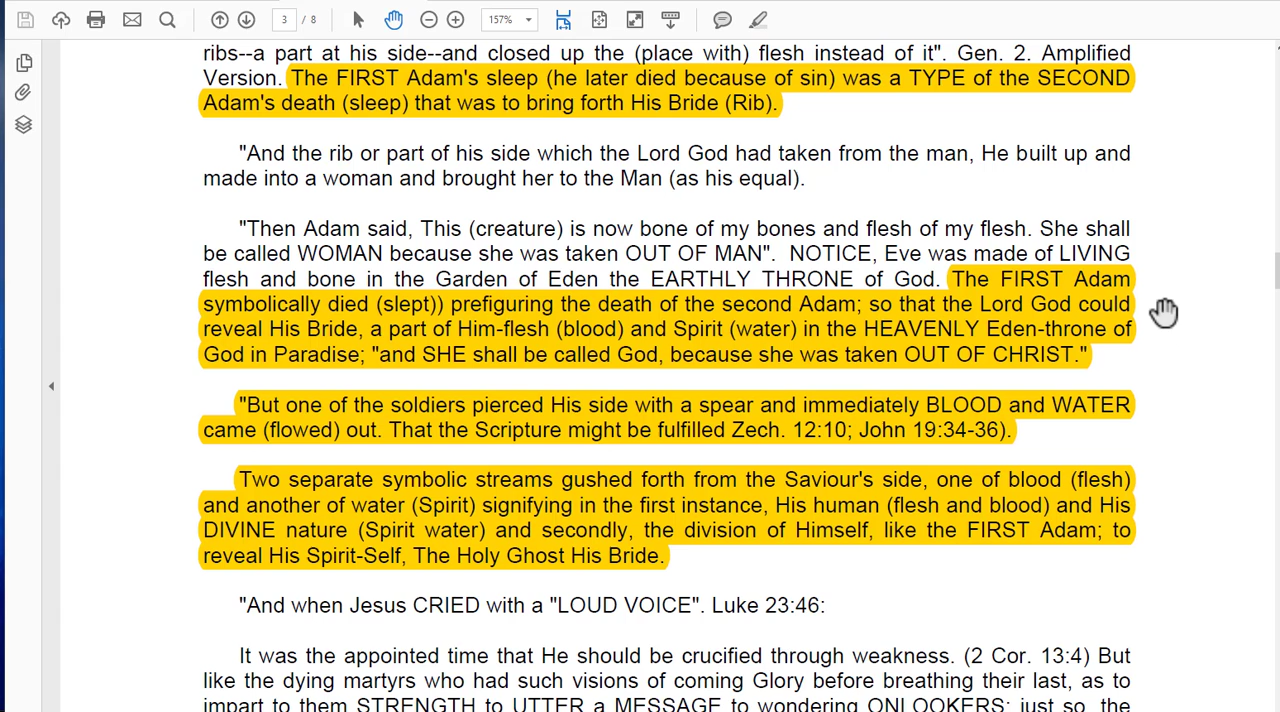 3 / 8
157%
ribs--a part at his side--and closed up the (place with) flesh instead of it". Gen. 2. Amplified
Version. The FIRST Adam's sleep (he later died because of sin) was a TYPE of the SECOND
Adam's death (sleep) that was to bring forth His Bride (Rib).
"And the rib or part of his side which the Lord God had taken from the man, He built up and
made into a woman and brought her to the Man (as his equal).
"Then Adam said, This (creature) is now bone of my bones and flesh of my flesh. She shall
be called WOMAN because she was taken OUT OF MAN". NOTICE, Eve was made of LIVING
flesh and bone in the Garden of Eden the EARTHLY THRONE of God. The FIRST Adam
symbolically died (slept)) prefiguring the death of the second Adam; so that the Lord God could
reveal His Bride, a part of Him-flesh (blood) and Spirit (water) in the HEAVENLY Eden-throne of
God in Paradise; "and SHE shall be called God, because she was taken OUT OF CHRIST."
"But one of the soldiers pierced His side with a spear and immediately BLOOD and WATER
came (flowed) out. That the Scripture might be fulfilled Zech. 12:10; John 19:34-36).
Two separate symbolic streams gushed forth from the Saviour's side, one of blood (flesh)
and another of water (Spirit) signifying in the first instance, His human (flesh and blood) and His
DIVINE nature (Spirit water) and secondly, the division of Himself, like the FIRST Adam; to
reveal His Spirit-Self, The Holy Ghost His Bride.
"And when Jesus CRIED with a "LOUD VOICE". Luke 23:46:
It was the appointed time that He should be crucified through weakness. (2 Cor. 13:4) But
like the dying martyrs who had such visions of coming Glory before breathing their last, as to
impart to them STRENGTH to UTTER a MESSAGE to wondering ONLOOKERS; just so, the